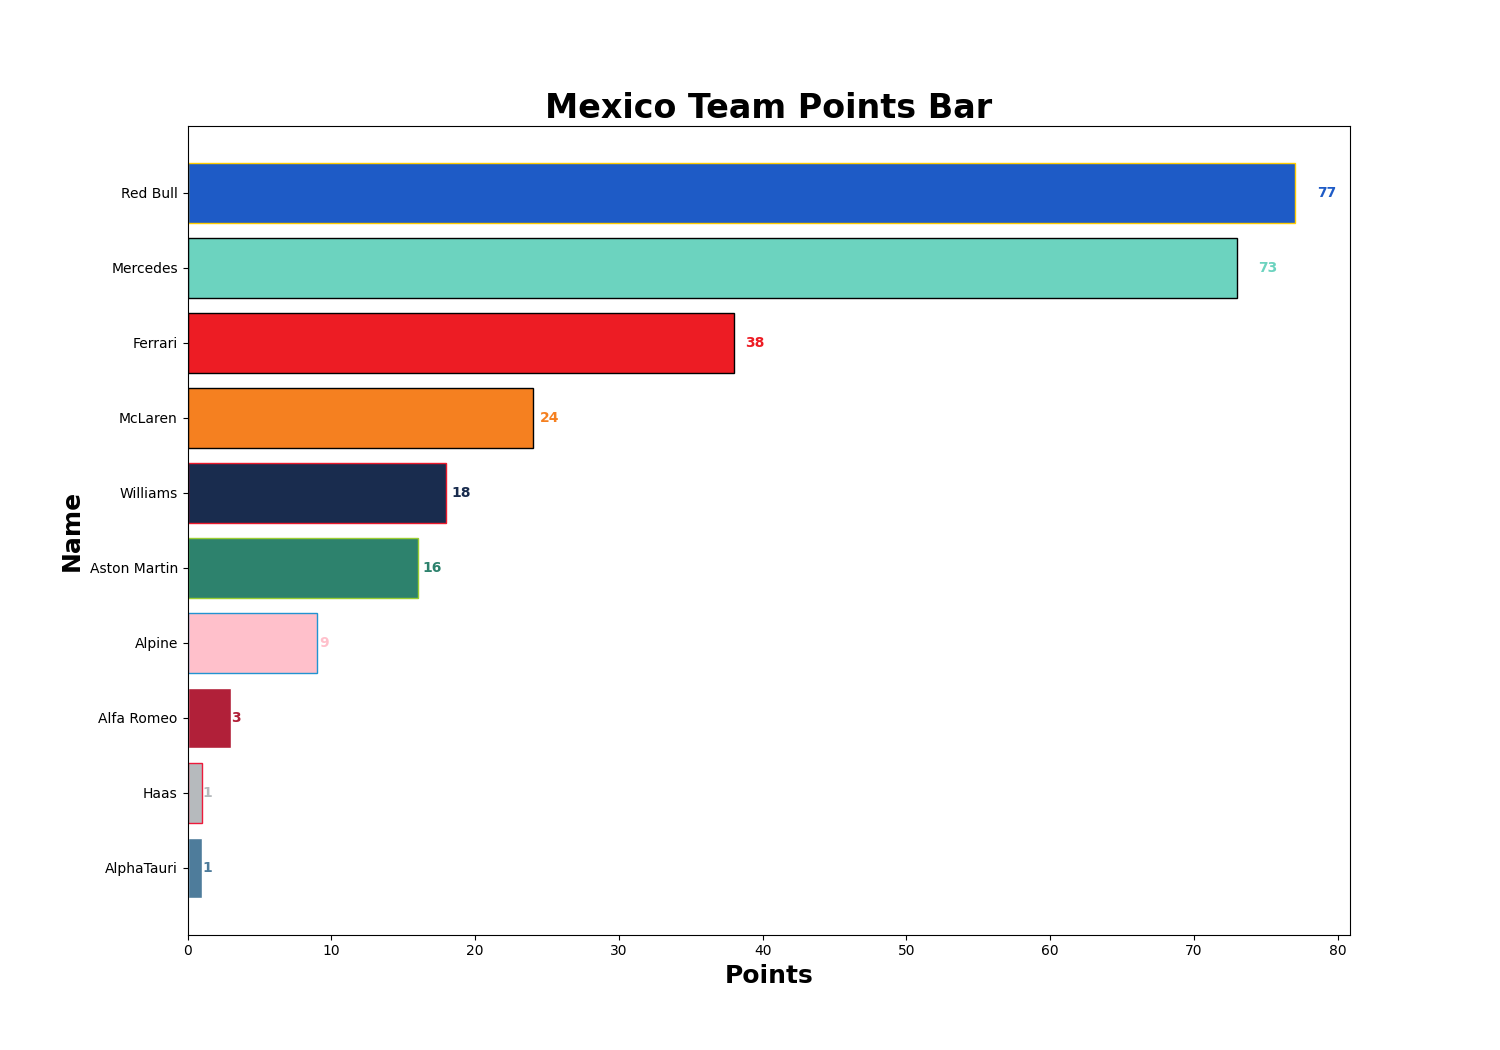 Mexico Team Points Bar
Name
Red Bull 77
Mercedes 73
Ferrari 38
McLaren 24
Williams 18
Aston Martin 16
Alpine 9
Alfa Romeo 3
Haas 1
AlphaTauri 1
0 10 20 30 40 50 60 70 80
Points